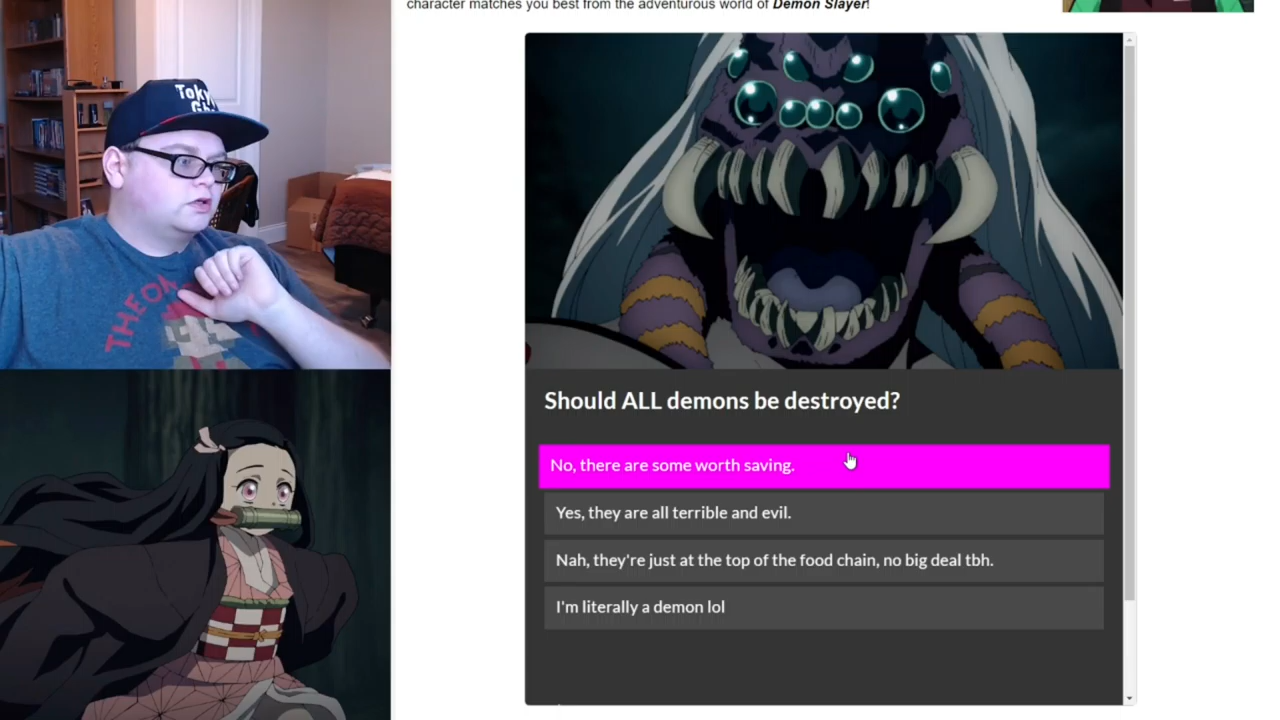 character matches you best from the adventurous world of Demon Slayer!
Should ALL demons be destroyed?
No, there are some worth saving.
Yes, they are all terrible and evil.
Nah, they're just at the top of the food chain, no big deal tbh.
I'm literally a demon lol